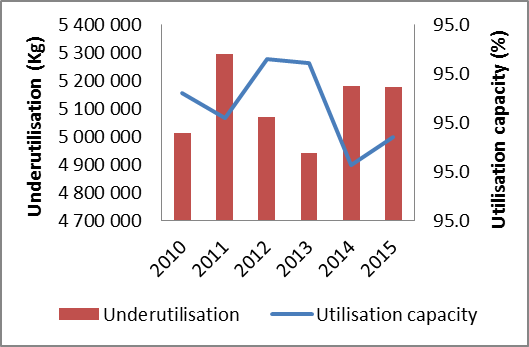 Underutilisation (Kg)
5 400 000
5 300 000
5 200 000
5 100 000
5 000 000
4 900 000
4 800 000
4 700 000
95.0
95.0
95.0
95.0
95.0
Utilisation capacity (%)
2010
2011
2012
2013
2014
2015
Underutilisation
Utilisation capacity